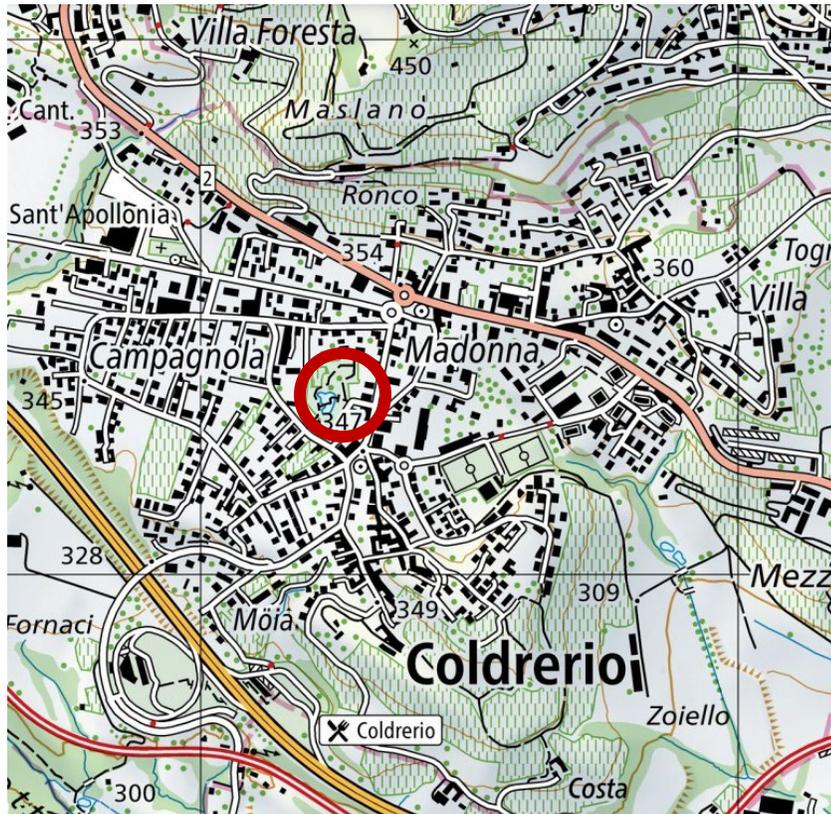 Villa Foresta
450
Cant.
353
Maslano
2
Ronco
Sant'Apollonia
354
360
Togn
Villa
Campagnola
Madonna
345
347
328
Mezz
309
Fornaci
Möia
349
Coldrerio
Zoiello
Coldrerio
Costa
300